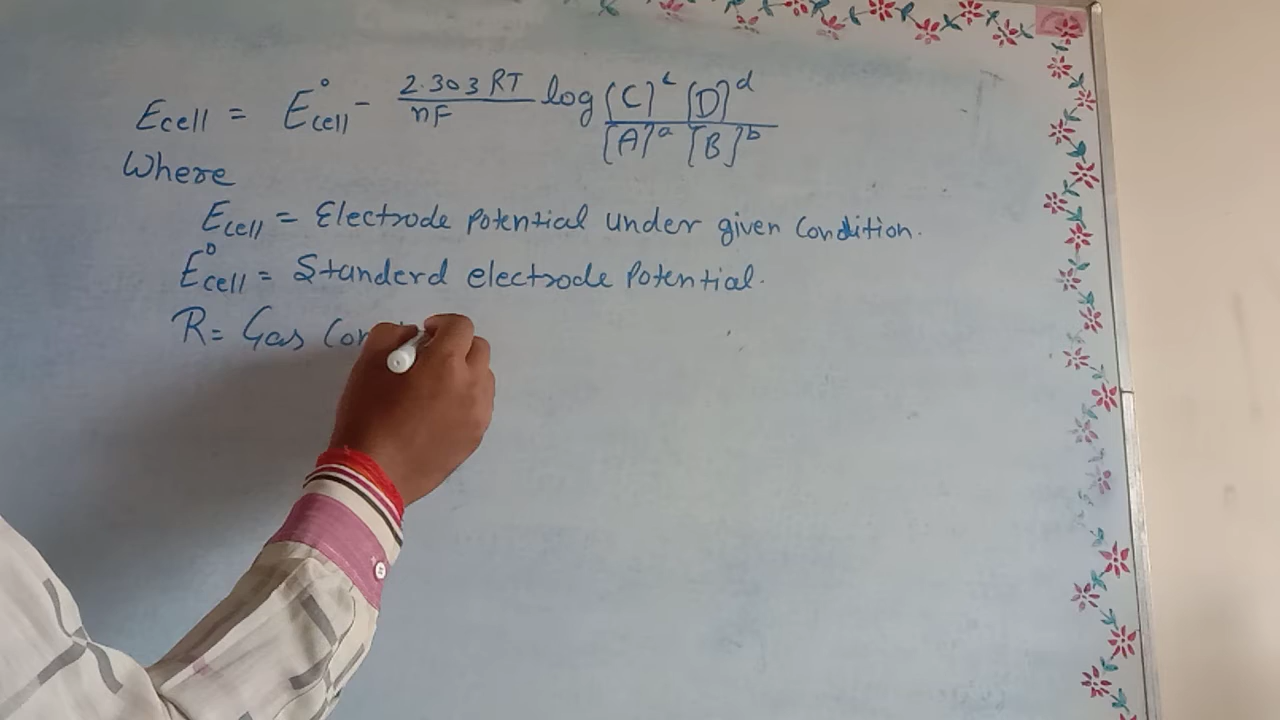 Ecell = E°cell - 2.303 RT / nF log [C]^c [D]^d / [A]^a [B]^b
Where
Ecell = Electrode potential under given Condition.
E°cell = Standerd electrode Potential.
R = Gas